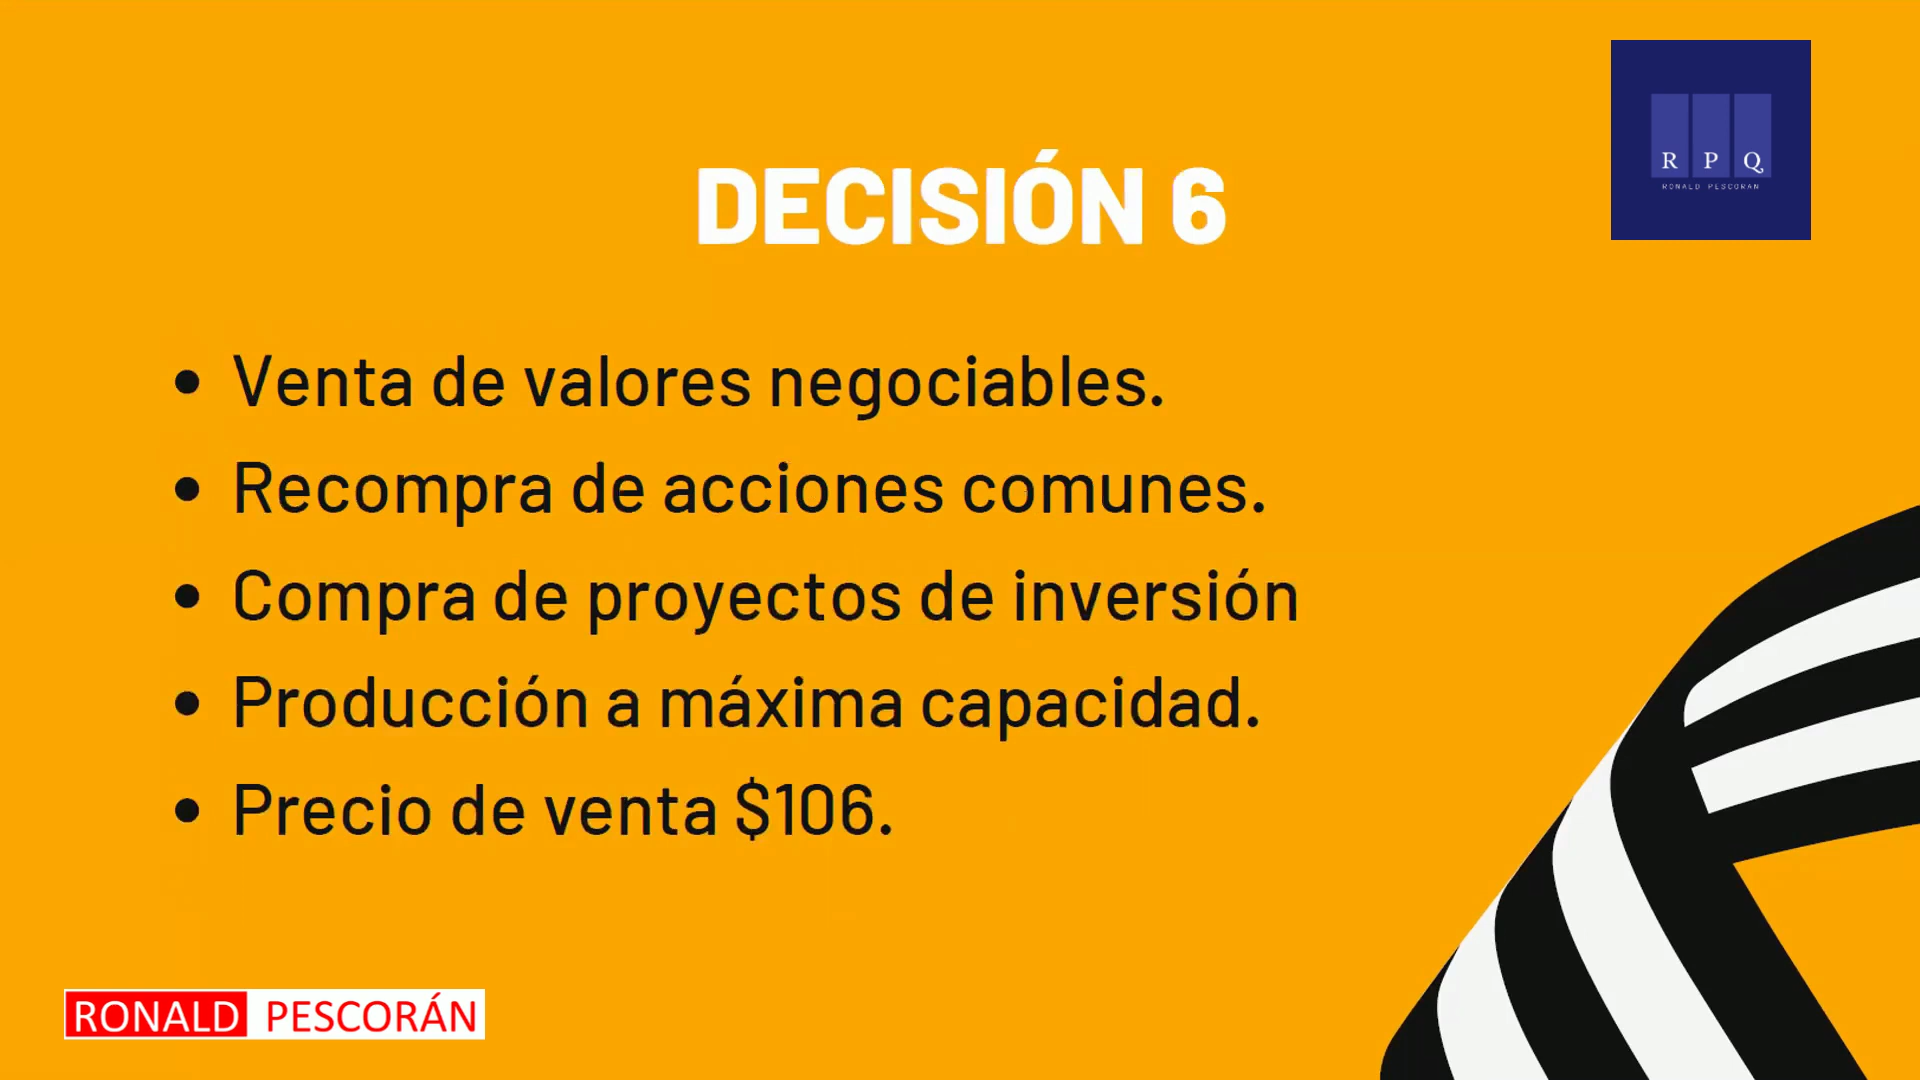 R P Q
RONALD PESCORAN
DECISIÓN 6
• Venta de valores negociables.
• Recompra de acciones comunes.
• Compra de proyectos de inversión
• Producción a máxima capacidad.
• Precio de venta $106.
RONALD PESCORÁN